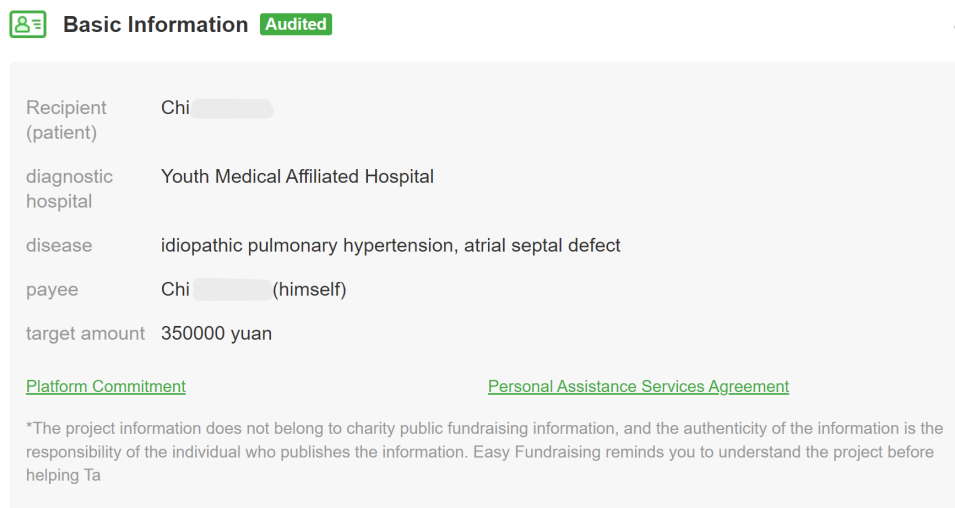 Basic Information Audited
Recipient (patient) Chi
diagnostic hospital Youth Medical Affiliated Hospital
disease idiopathic pulmonary hypertension, atrial septal defect
payee Chi (himself)
target amount 350000 yuan
Platform Commitment Personal Assistance Services Agreement
*The project information does not belong to charity public fundraising information, and the authenticity of the information is the
responsibility of the individual who publishes the information. Easy Fundraising reminds you to understand the project before
helping Ta